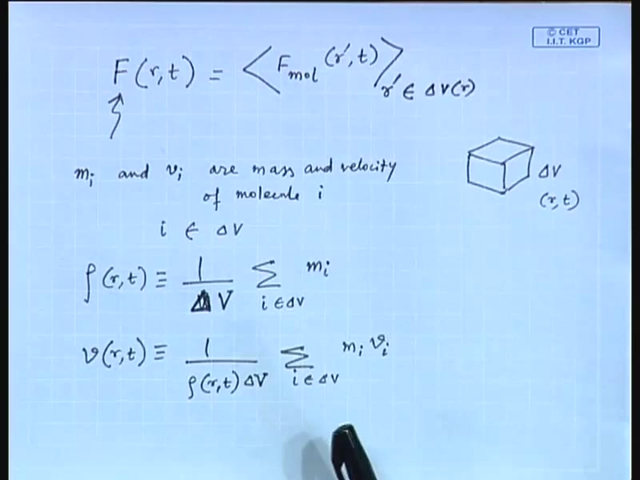 © CET
I.I.T. KGP
F(r,t) = <F_mol (r',t)>_r' ∈ ΔV(r)
m_i and v_i are mass and velocity
of molecule i
i ∈ ΔV
ΔV
(r,t)
ρ(r,t) ≡ 1/ΔV Σ_{i∈ΔV} m_i
v(r,t) ≡ 1/(ρ(r,t) ΔV) Σ_{i∈ΔV} m_i v_i